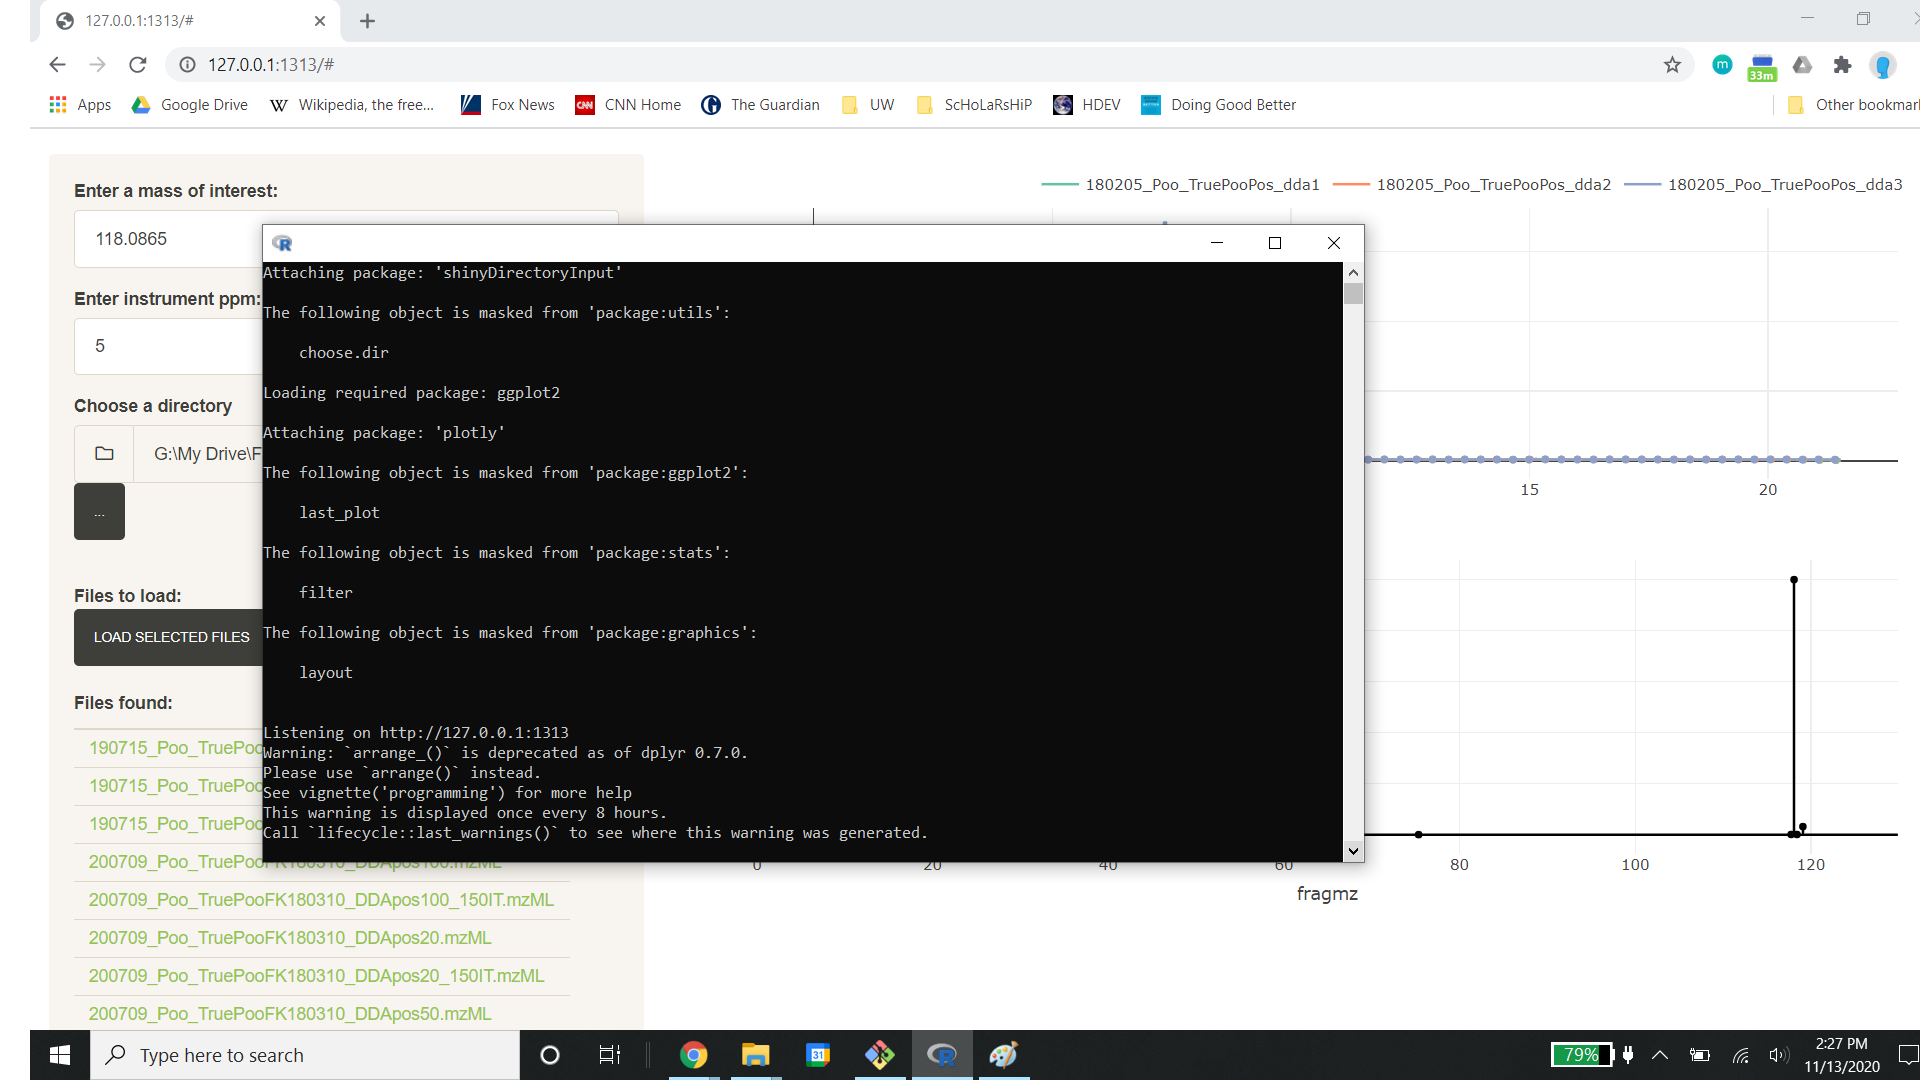 127.0.0.1:1313/#
127.0.0.1:1313/#
m
33m
Apps
Google Drive
W
Wikipedia, the free...
Fox News
CNN
CNN Home
The Guardian
UW
ScHoLaRsHiP
HDEV
Doing Good Better
Other bookmar
Enter a mass of interest:
118.0865
Enter instrument ppm:
5
Choose a directory
G:\My Drive\F
...
Files to load:
LOAD SELECTED FILES
Files found:
190715_Poo_TruePoo
190715_Poo_TruePoo
190715_Poo_TruePoo
200709_Poo_TruePooFK180310_DDApos100.mzML
200709_Poo_TruePooFK180310_DDApos100_150IT.mzML
200709_Poo_TruePooFK180310_DDApos20.mzML
200709_Poo_TruePooFK180310_DDApos20_150IT.mzML
200709_Poo_TruePooFK180310_DDApos50.mzML
R
Attaching package: 'shinyDirectoryInput'
The following object is masked from 'package:utils':
choose.dir
Loading required package: ggplot2
Attaching package: 'plotly'
The following object is masked from 'package:ggplot2':
last_plot
The following object is masked from 'package:stats':
filter
The following object is masked from 'package:graphics':
layout
Listening on http://127.0.0.1:1313
Warning: `arrange_()` is deprecated as of dplyr 0.7.0.
Please use `arrange()` instead.
See vignette('programming') for more help
This warning is displayed once every 8 hours.
Call `lifecycle::last_warnings()` to see where this warning was generated.
180205_Poo_TruePooPos_dda1
180205_Poo_TruePooPos_dda2
180205_Poo_TruePooPos_dda3
15
20
0
20
40
60
80
100
120
fragmz
Type here to search
31
R
79%
2:27 PM
11/13/2020